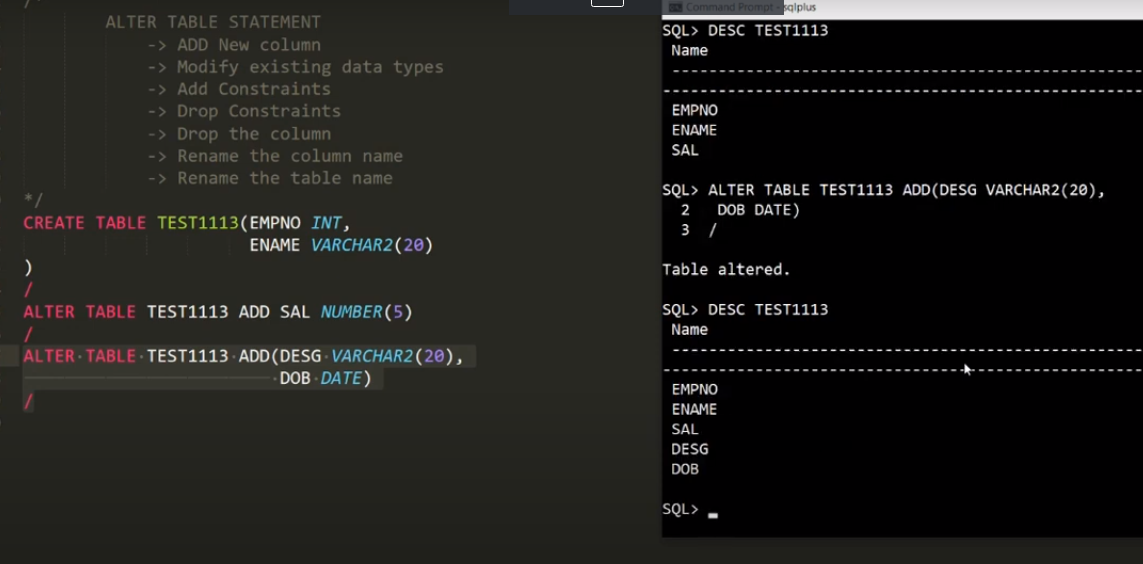 /*
ALTER TABLE STATEMENT
-> ADD New column
-> Modify existing data types
-> Add Constraints
-> Drop Constraints
-> Drop the column
-> Rename the column name
-> Rename the table name
*/
CREATE TABLE TEST1113(EMPNO INT,
ENAME VARCHAR2(20)
)
/
ALTER TABLE TEST1113 ADD SAL NUMBER(5)
/
ALTER TABLE TEST1113 ADD(DESG VARCHAR2(20),
DOB DATE)
/
Command Prompt - sqlplus
SQL> DESC TEST1113
Name
--------------------------------------------------
--------------------------------------------------
EMPNO
ENAME
SAL
SQL> ALTER TABLE TEST1113 ADD(DESG VARCHAR2(20),
2 DOB DATE)
3 /
Table altered.
SQL> DESC TEST1113
Name
--------------------------------------------------
--------------------------------------------------
EMPNO
ENAME
SAL
DESG
DOB
SQL> _